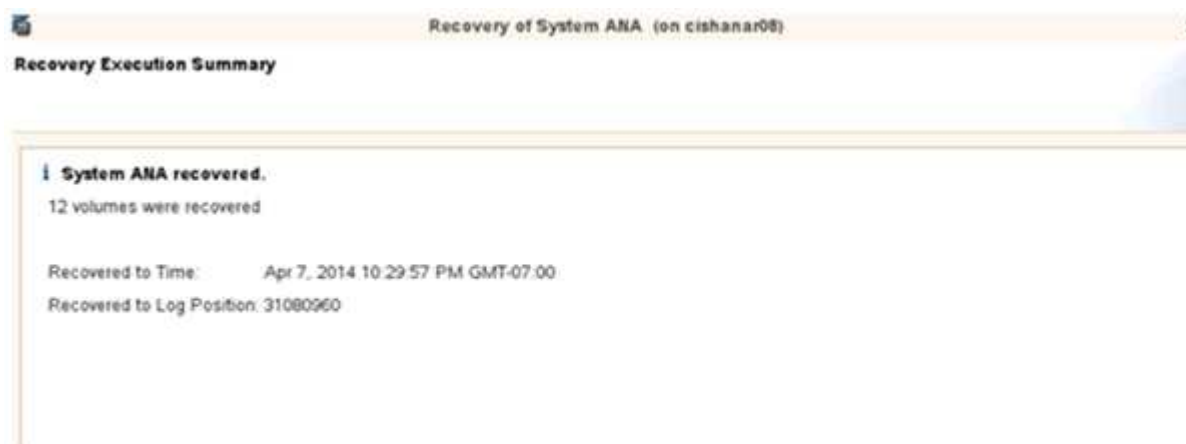 Recovery of System ANA (on cishanar08)
Recovery Execution Summary
System ANA recovered.
12 volumes were recovered
Recovered to Time: Apr 7, 2014 10:29:57 PM GMT-07:00
Recovered to Log Position: 31080960